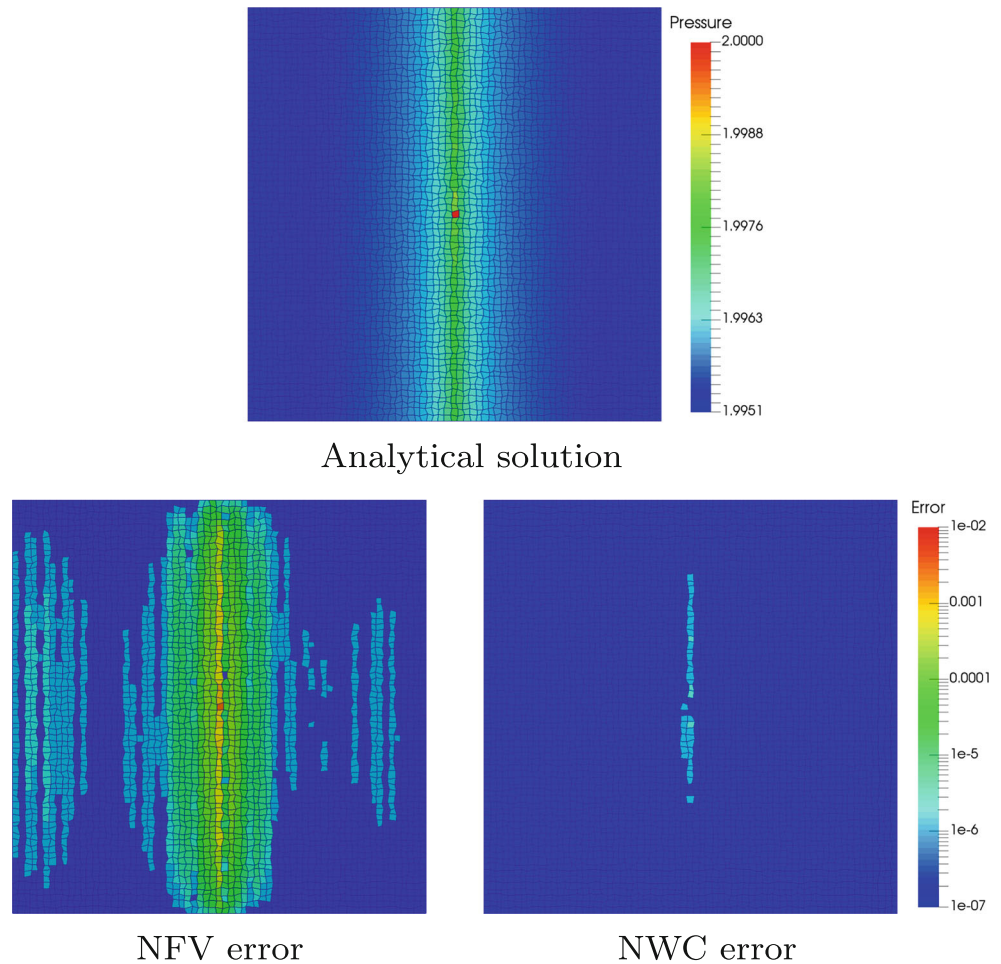 Pressure
2.0000
1.9988
1.9976
1.9963
1.9951
Analytical solution
Error
1e-02
0.001
0.0001
1e-5
1e-6
1e-07
NFV error
NWC error